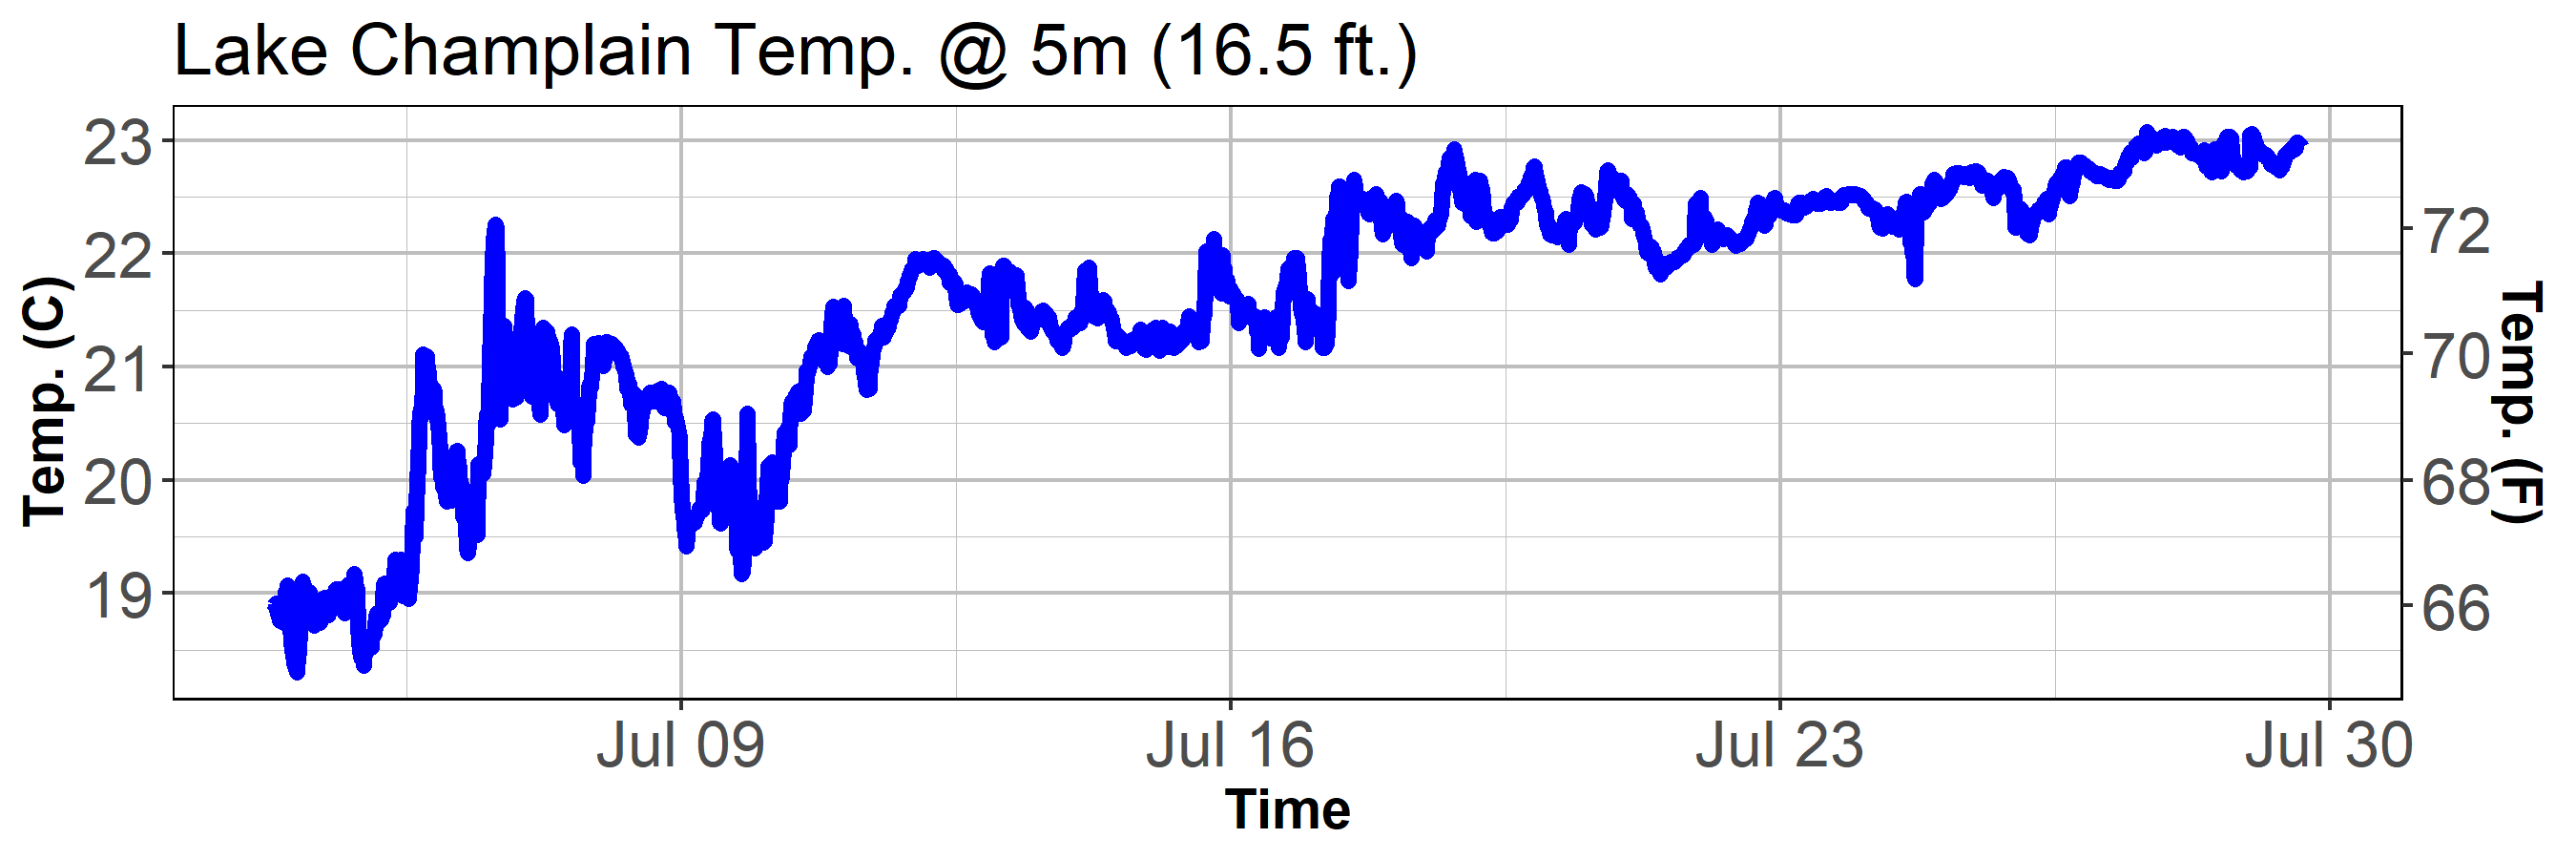 Lake Champlain Temp. @ 5m (16.5 ft.)
Temp. (C)
23
22
21
20
19
72
70
68
66
Temp. (F)
Jul 09 Jul 16 Jul 23 Jul 30
Time